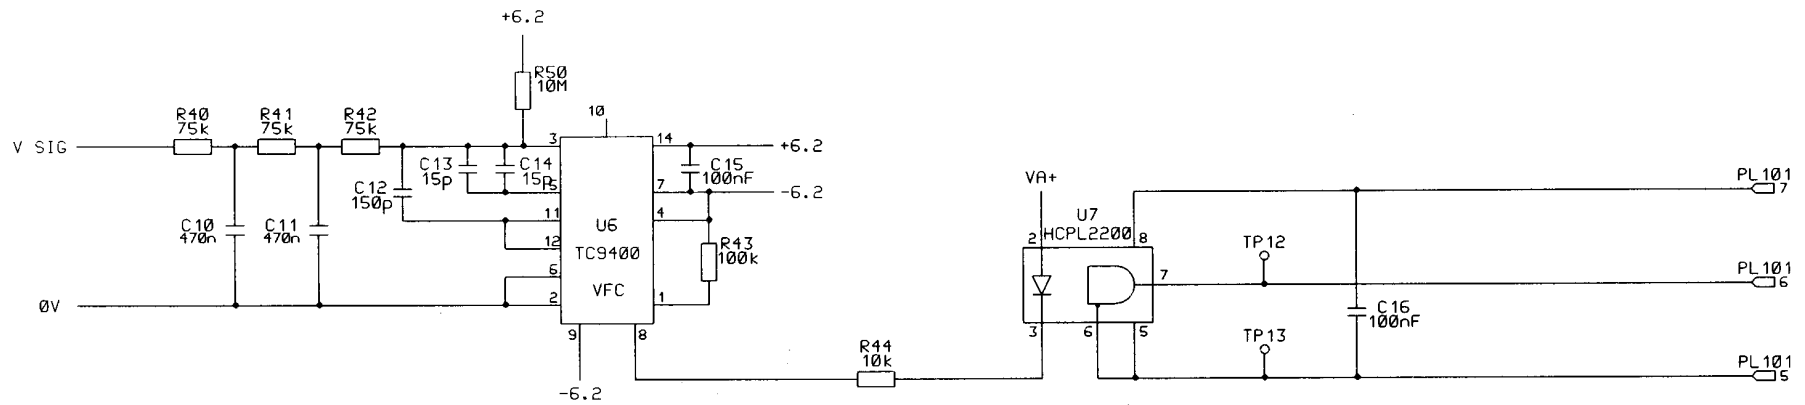 +6.2
R50
10M
R40
75k
R41
75k
R42
75k
10
V SIG
3
14
+6.2
C13
15p
C14
15p
C15
100nF
C12
150p
5
7
-6.2
11
4
C10
470n
C11
470n
12
U6
TC9400
VFC
R43
100k
6
0V
2
1
9
8
-6.2
R44
10k
VA+
U7
HCPL2200
2
8
7
3
6
5
TP12
TP13
C16
100nF
PL101
7
PL101
6
PL101
5